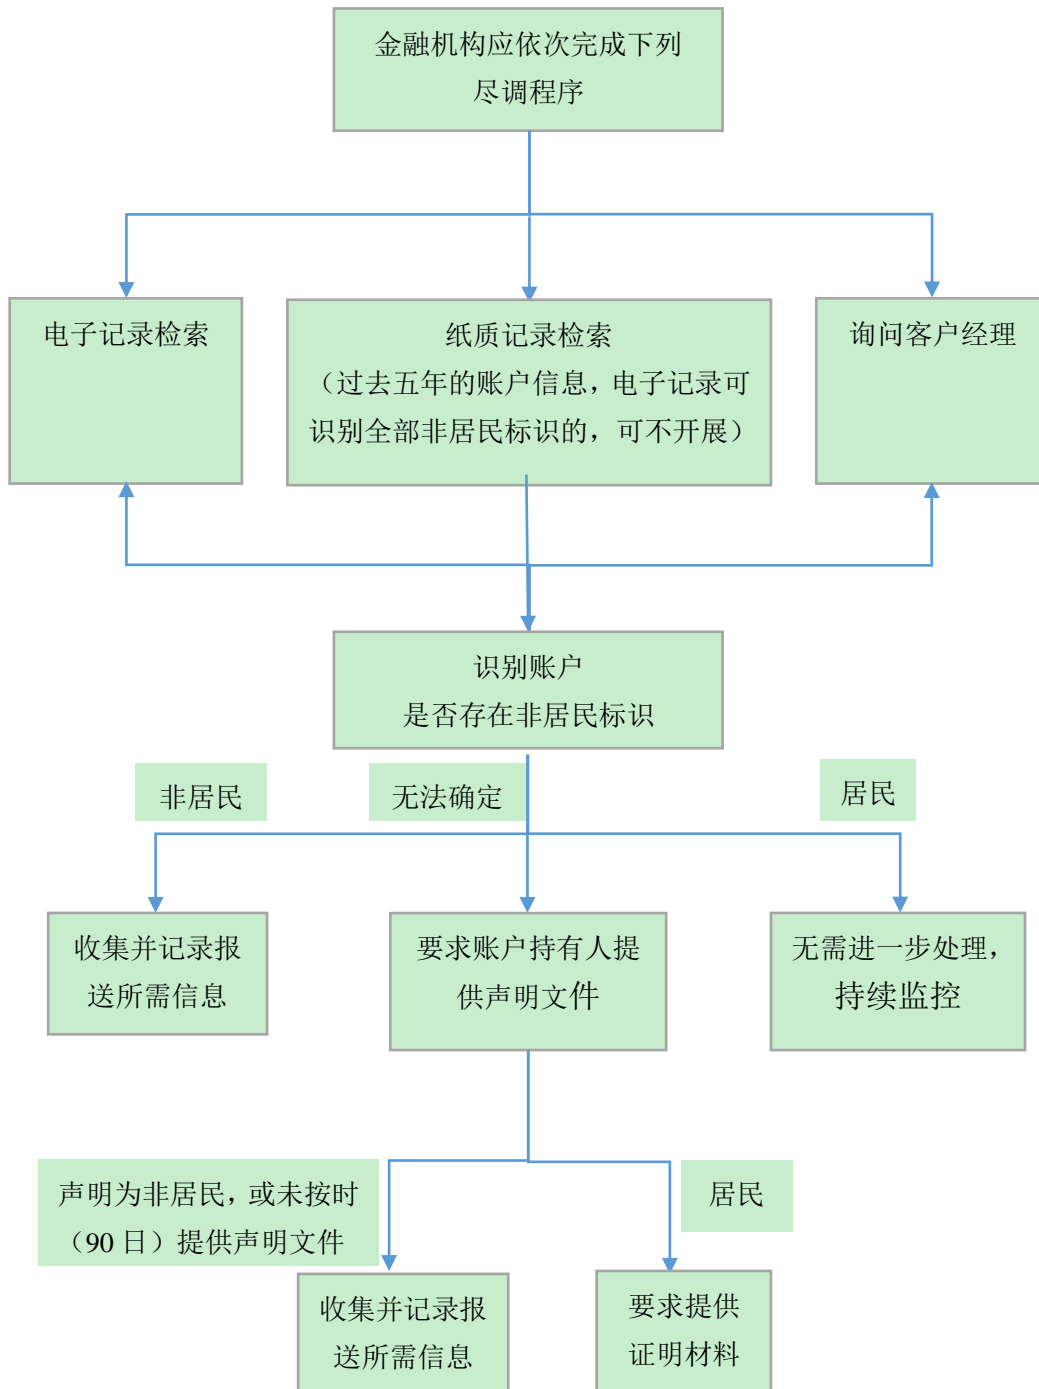 金融机构应依次完成下列
尽调程序
电子记录检索
纸质记录检索
（过去五年的账户信息，电子记录可
识别全部非居民标识的，可不开展）
询问客户经理
识别账户
是否存在非居民标识
非居民
无法确定
居民
收集并记录报
送所需信息
要求账户持有人提
供声明文件
无需进一步处理，
持续监控
声明为非居民，或未按时
（90日）提供声明文件
居民
收集并记录报
送所需信息
要求提供
证明材料